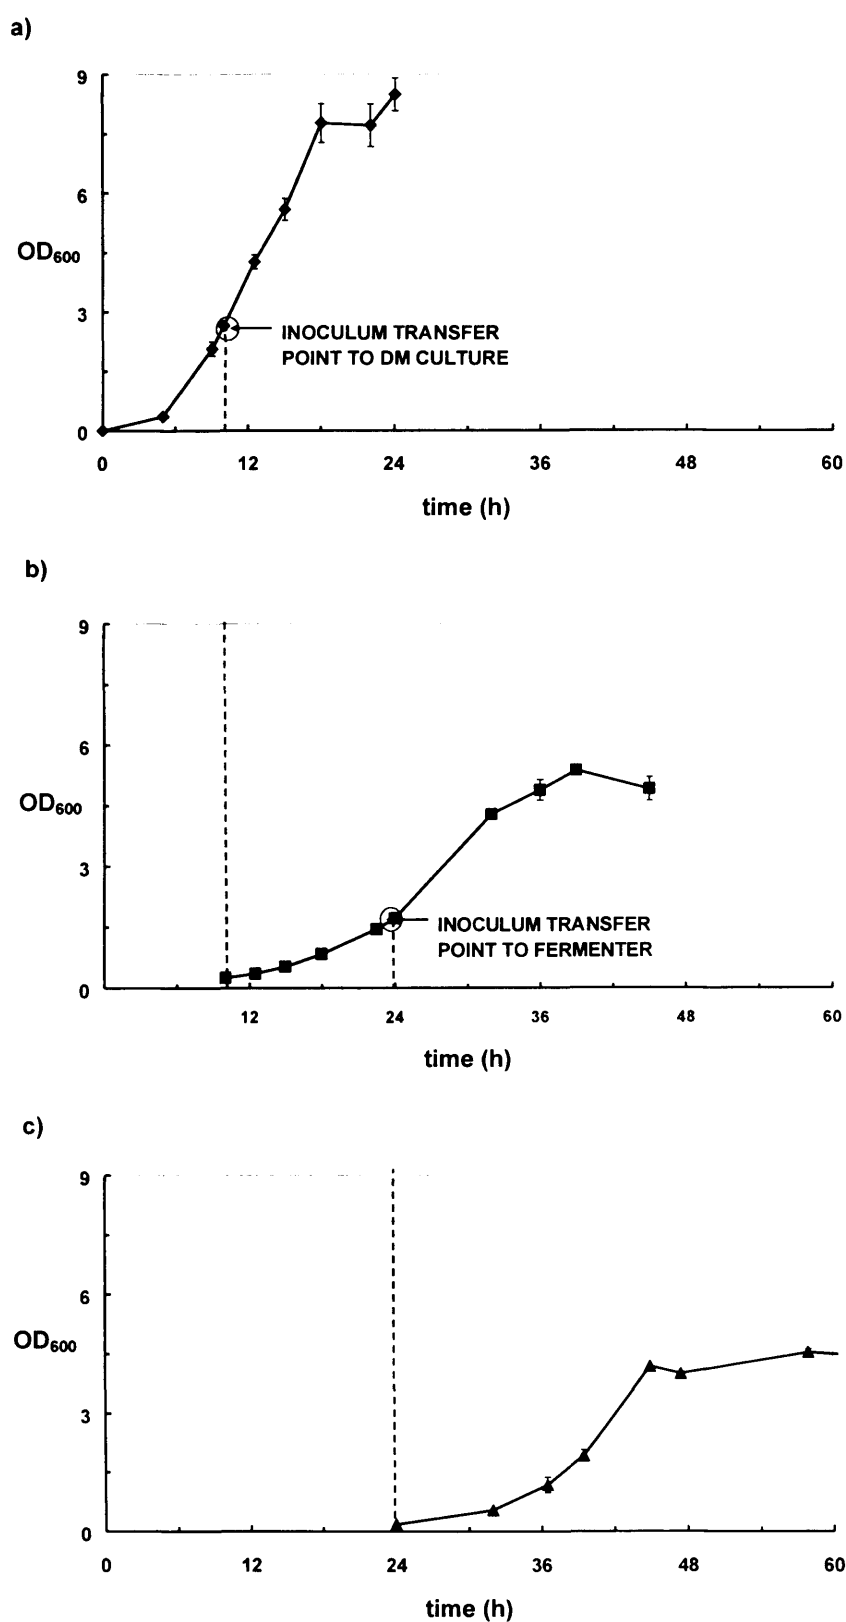 a)
9
6
OD600
3
INOCULUM TRANSFER
POINT TO DM CULTURE
0
0 12 24 36 48 60
time (h)
b)
9
6
OD600
3
INOCULUM TRANSFER
POINT TO FERMENTER
0
12 24 36 48 60
time (h)
c)
9
6
OD600
3
0
0 12 24 36 48 60
time (h)